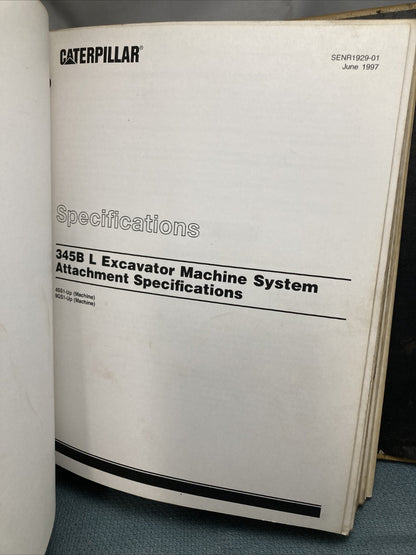 CATERPILLAR®
SENR1929-01
June 1997
Specifications
345B L Excavator Machine System
Attachment Specifications
4SS1-Up (Machine)
9GS1-Up (Machine)